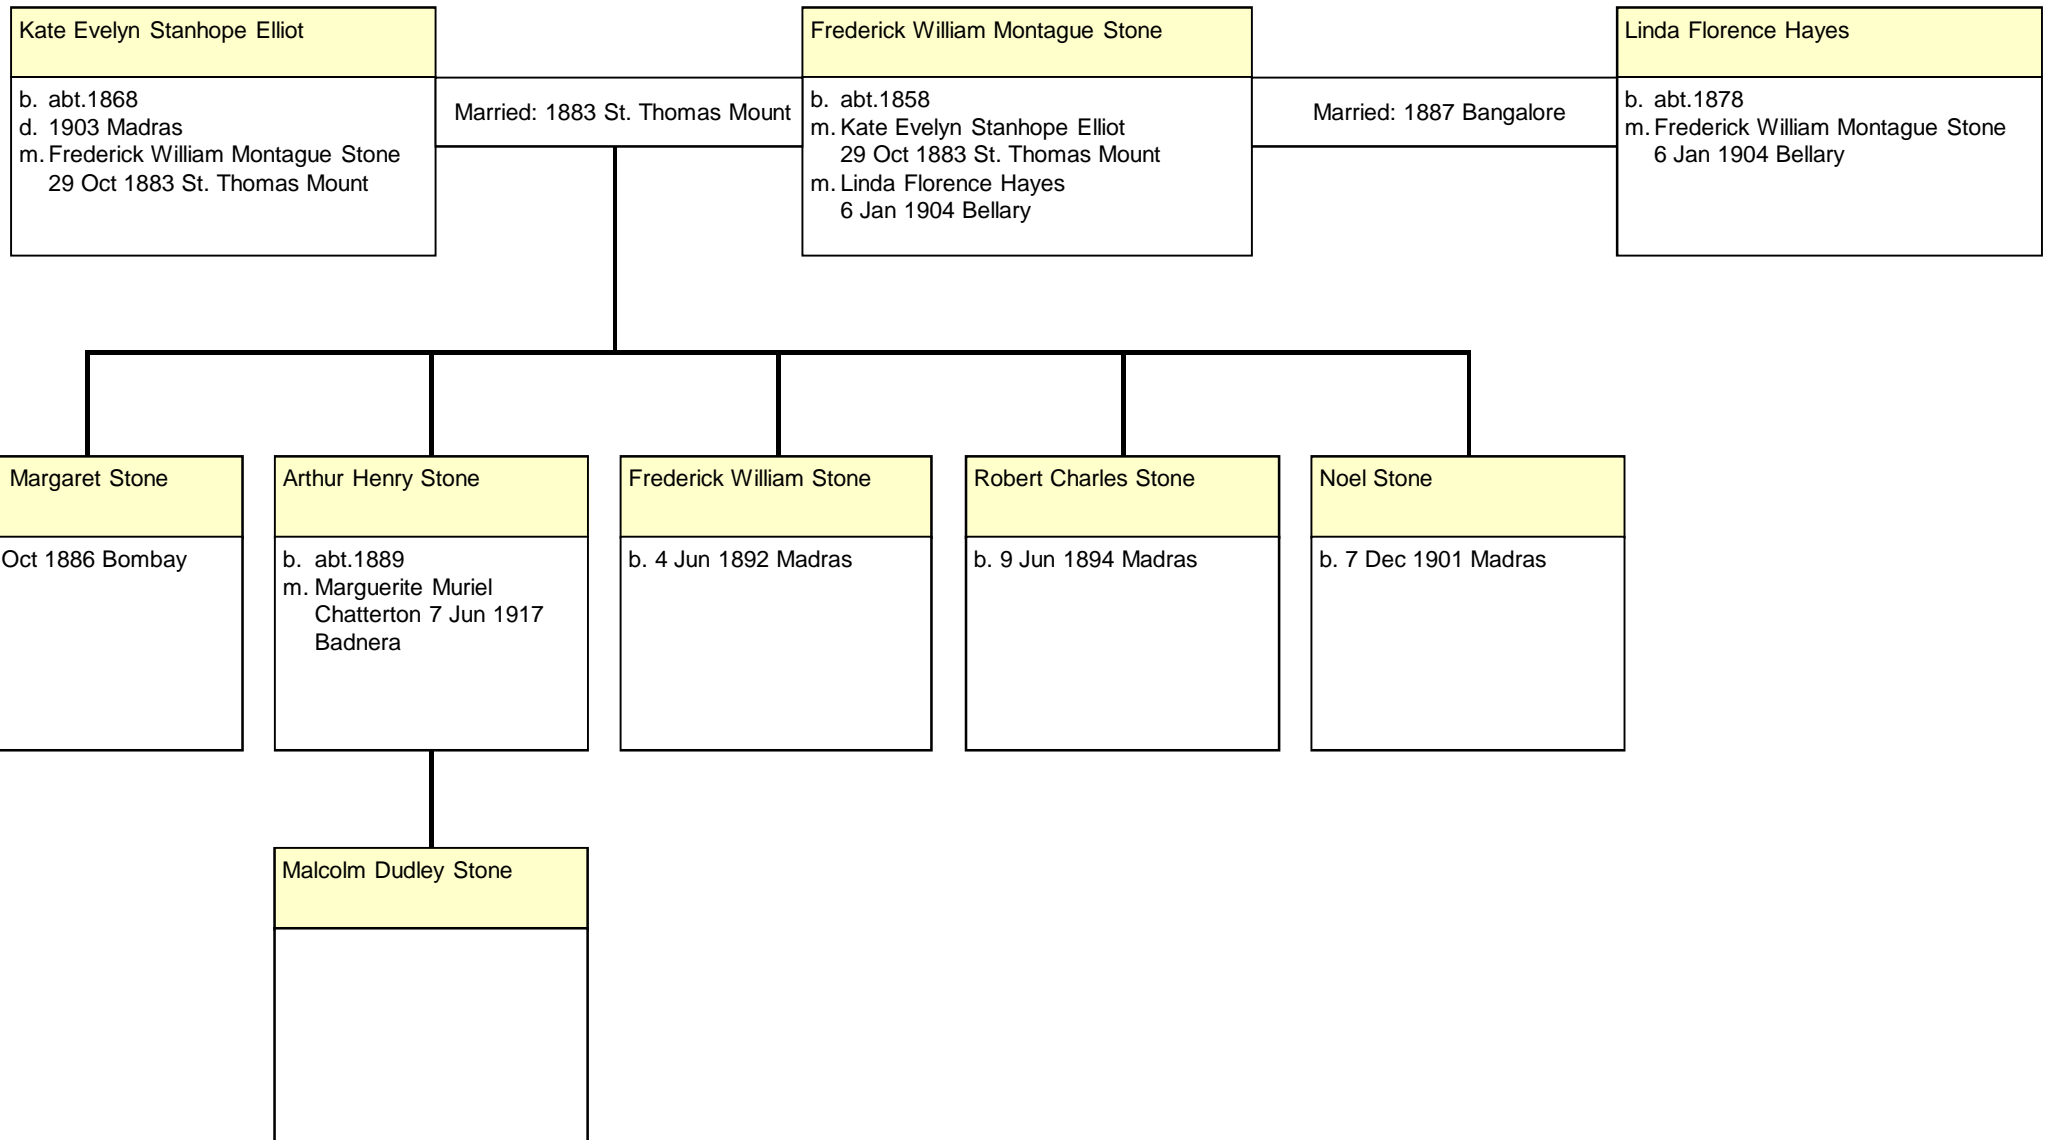 Kate Evelyn Stanhope Elliot
b. abt.1868
d. 1903 Madras
m. Frederick William Montague Stone
29 Oct 1883 St. Thomas Mount
Married: 1883 St. Thomas Mount
Frederick William Montague Stone
b. abt.1858
m. Kate Evelyn Stanhope Elliot
29 Oct 1883 St. Thomas Mount
m. Linda Florence Hayes
6 Jan 1904 Bellary
Married: 1887 Bangalore
Linda Florence Hayes
b. abt.1878
m. Frederick William Montague Stone
6 Jan 1904 Bellary
Margaret Stone
Oct 1886 Bombay
Arthur Henry Stone
b. abt.1889
m. Marguerite Muriel
Chatterton 7 Jun 1917
Badnera
Frederick William Stone
b. 4 Jun 1892 Madras
Robert Charles Stone
b. 9 Jun 1894 Madras
Noel Stone
b. 7 Dec 1901 Madras
Malcolm Dudley Stone